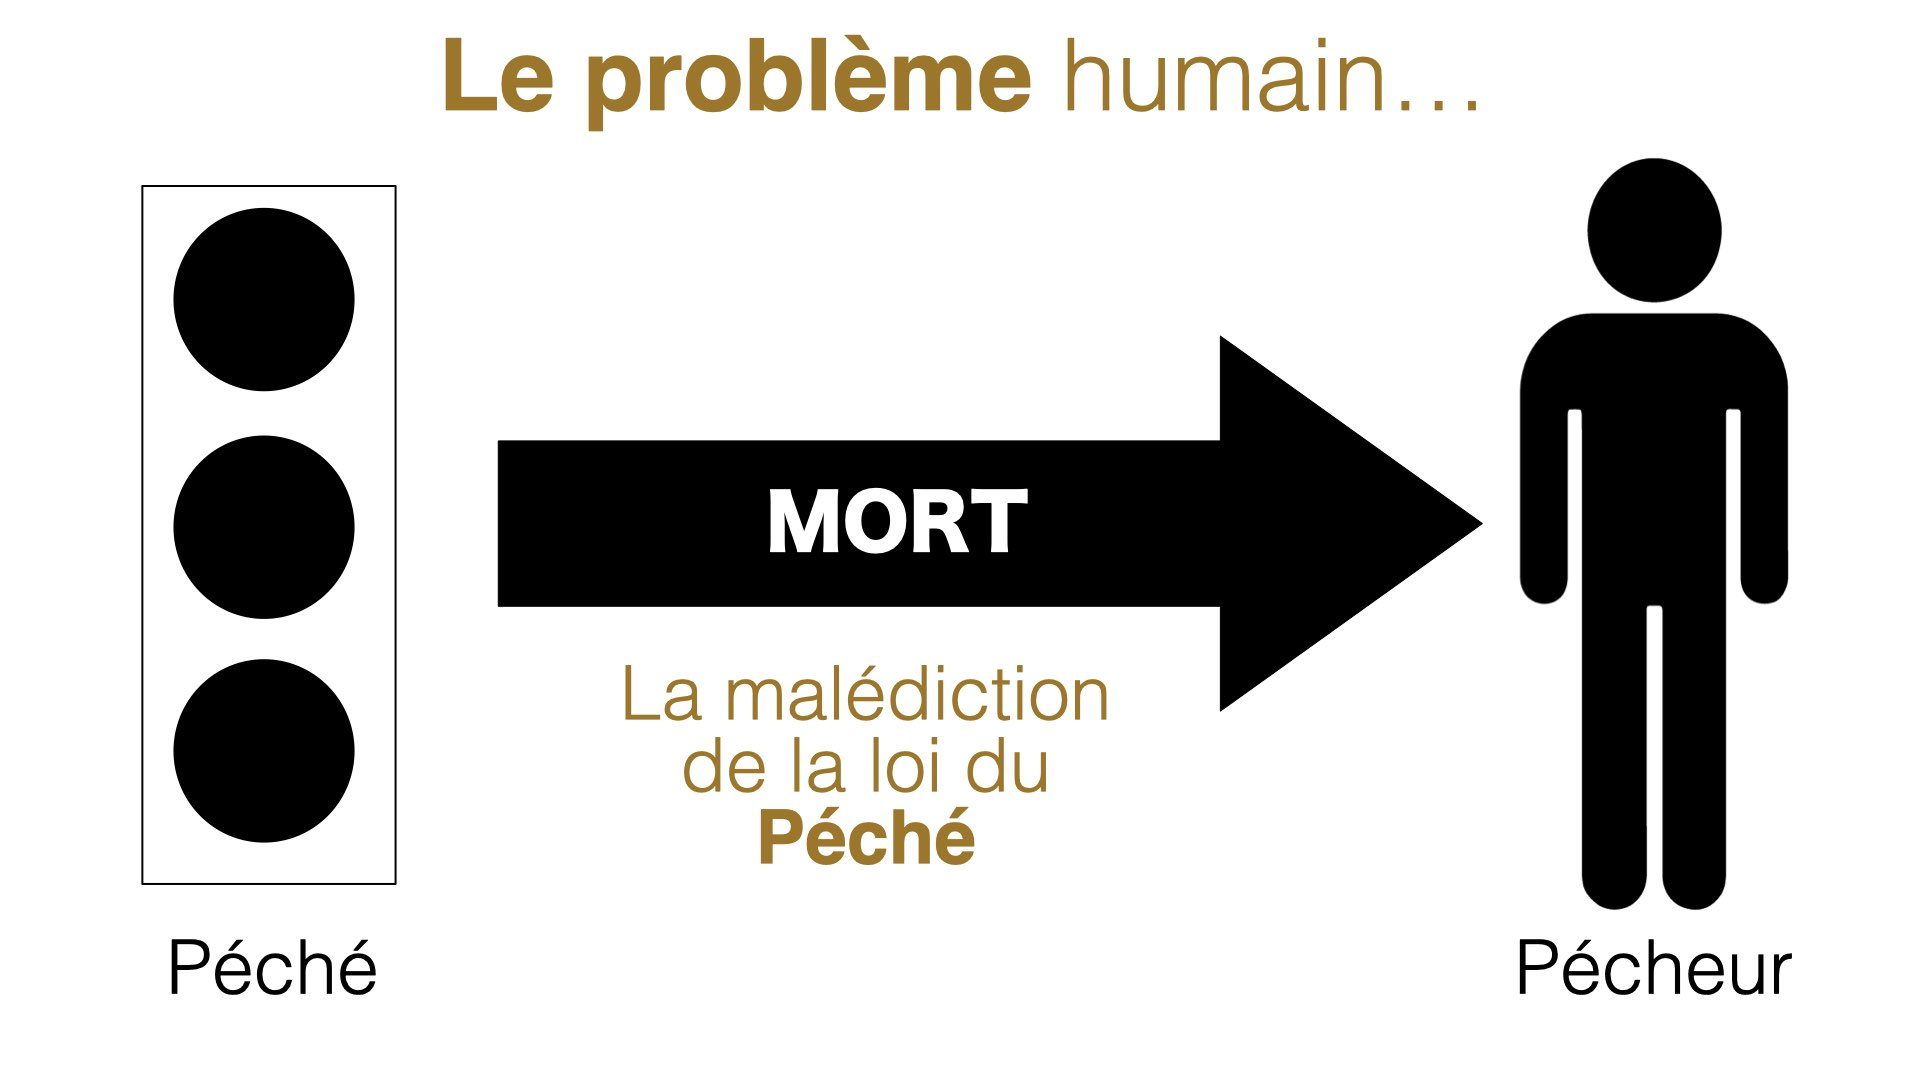 Le problème humain…
MORT
La malédiction
de la loi du
Péché
Péché
Pécheur